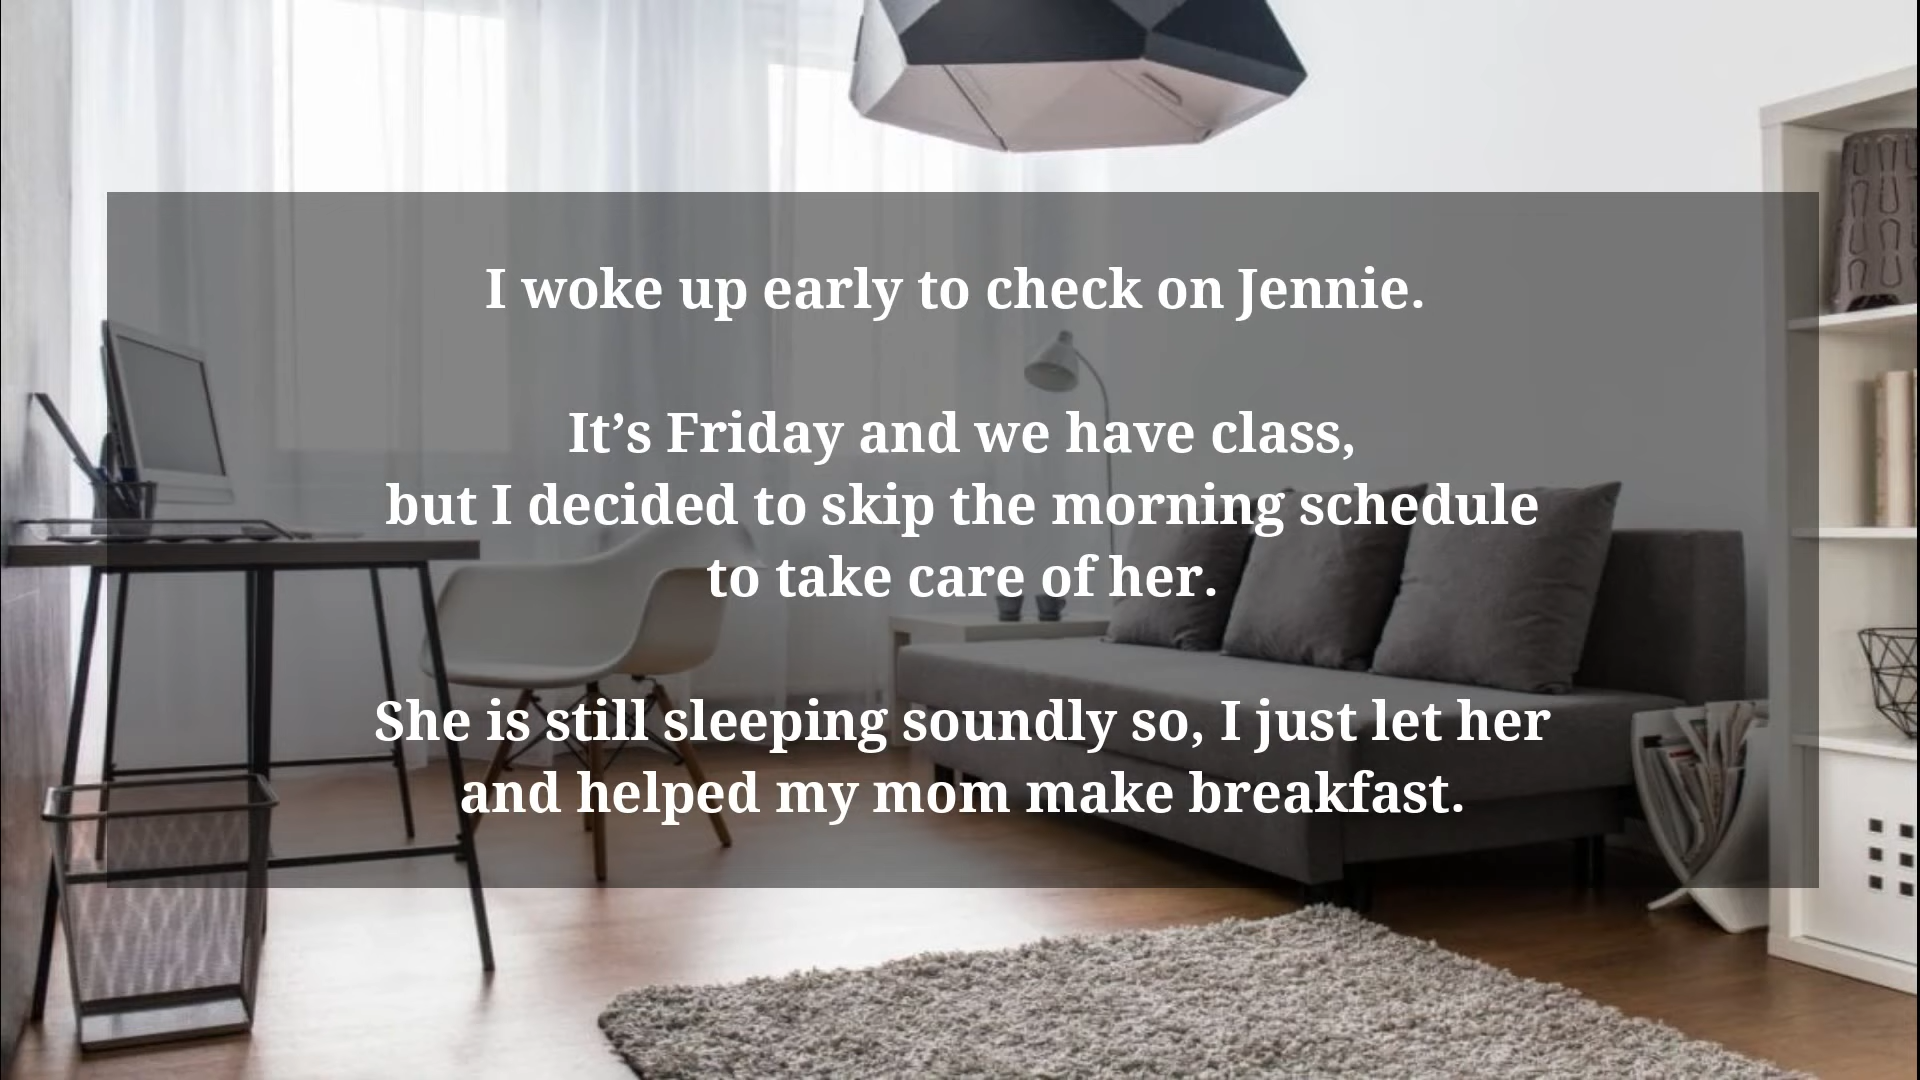 I woke up early to check on Jennie.
It’s Friday and we have class,
but I decided to skip the morning schedule
to take care of her.
She is still sleeping soundly so, I just let her
and helped my mom make breakfast.